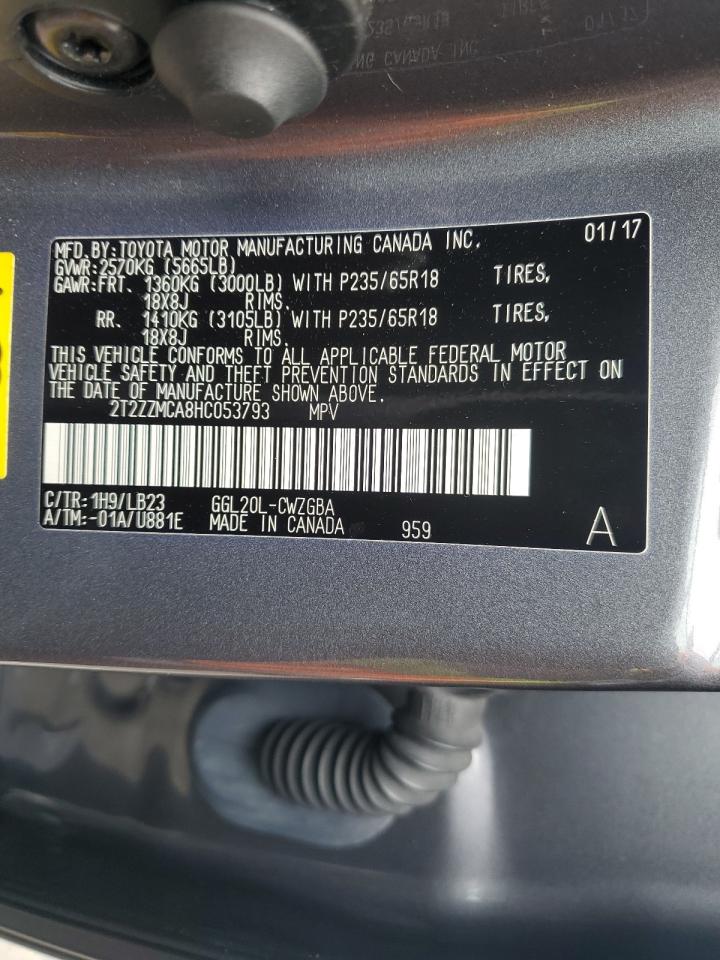 MFD.BY:TOYOTA MOTOR MANUFACTURING CANADA INC. 01/17
GVWR:2570KG (5665LB)
GAWR:FRT. 1360KG (3000LB) WITH P235/65R18 TIRES,
18X8J RIMS.
RR. 1410KG (3105LB) WITH P235/65R18 TIRES,
18X8J RIMS.
THIS VEHICLE CONFORMS TO ALL APPLICABLE FEDERAL MOTOR
VEHICLE SAFETY AND THEFT PREVENTION STANDARDS IN EFFECT ON
THE DATE OF MANUFACTURE SHOWN ABOVE.
2T2ZZMCA8HC053793 MPV
C/TR:1H9/LB23 GGL20L-CWZGBA
A/TM:-01A/U881E MADE IN CANADA 959 A